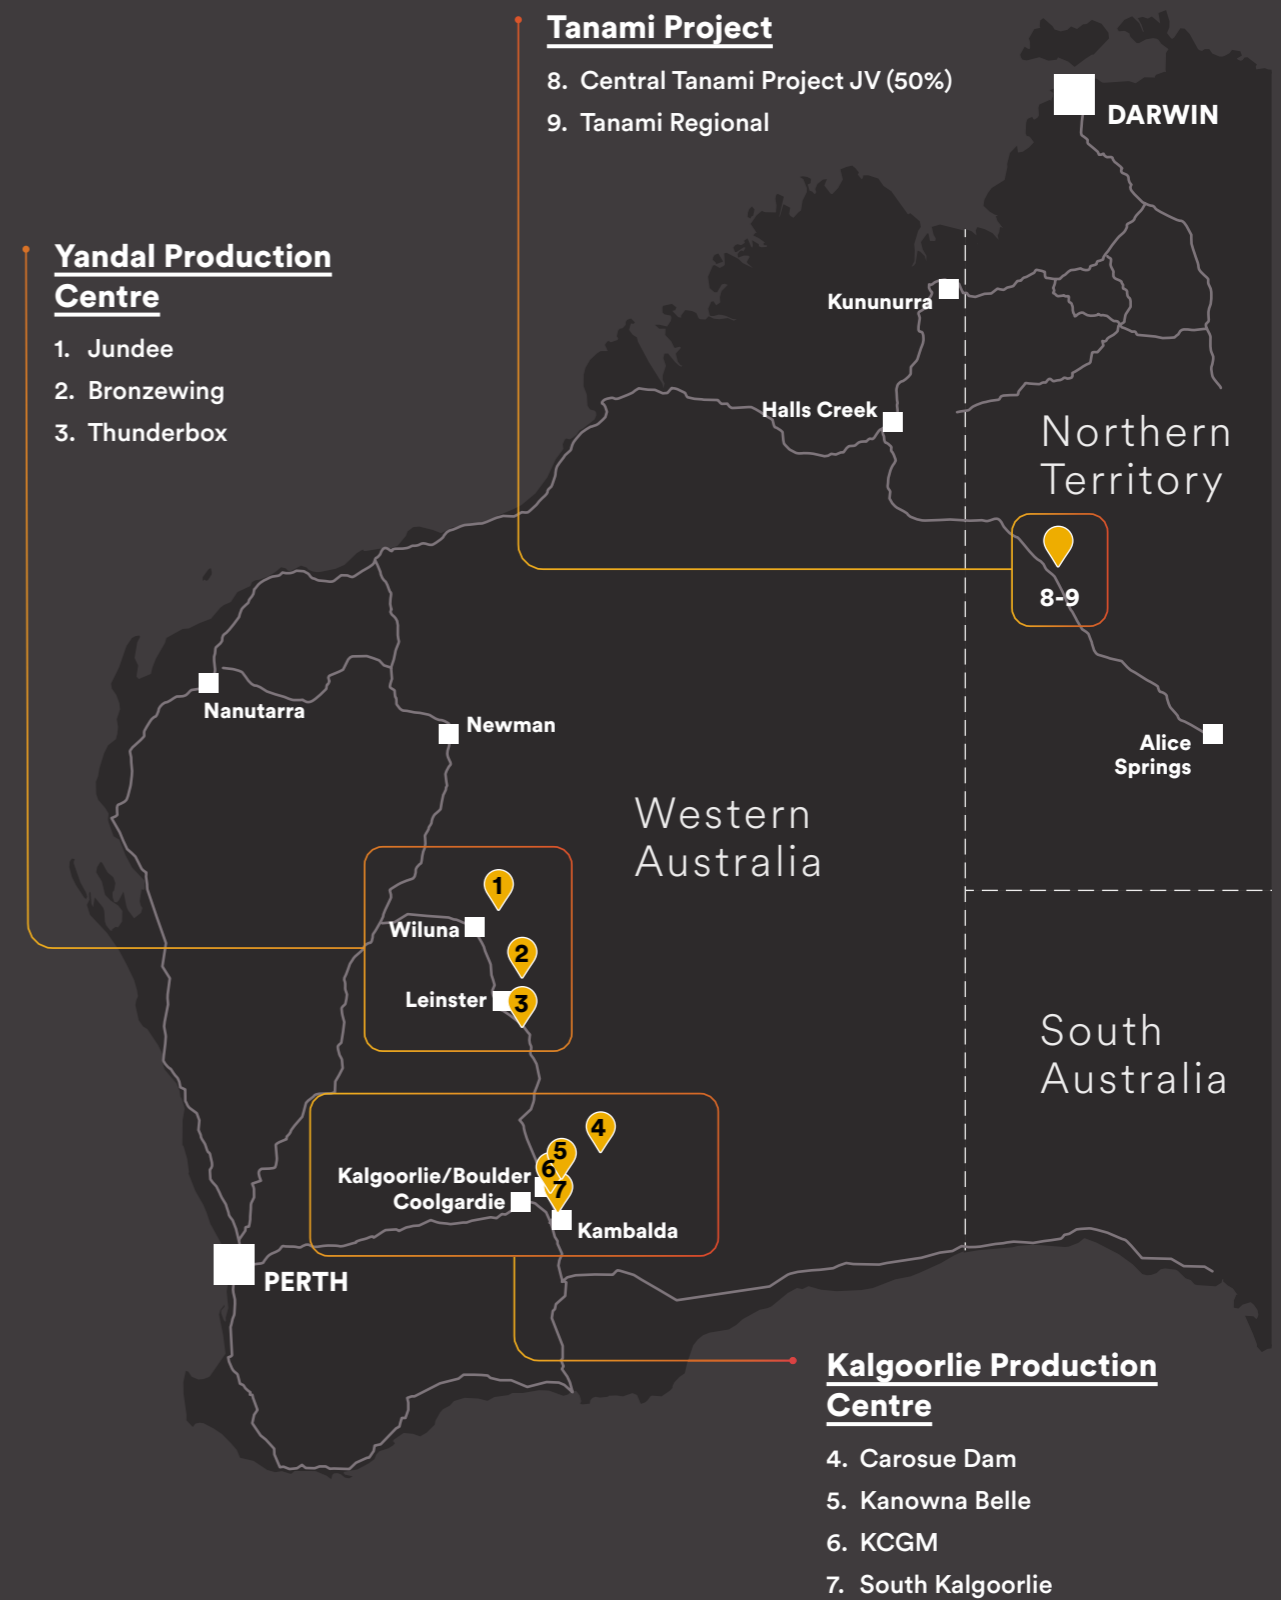 Tanami Project
8. Central Tanami Project JV (50%)
9. Tanami Regional
DARWIN
Yandal Production
Centre
1. Jundee
2. Bronzewing
3. Thunderbox
Kununurra
Halls Creek
Northern
Territory
8-9
Nanutarra
Newman
Alice
Springs
Western
Australia
1
Wiluna
2
Leinster
3
South
Australia
4
5
6
Kalgoorlie/Boulder
7
Coolgardie
Kambalda
PERTH
Kalgoorlie Production
Centre
4. Carosue Dam
5. Kanowna Belle
6. KCGM
7. South Kalgoorlie